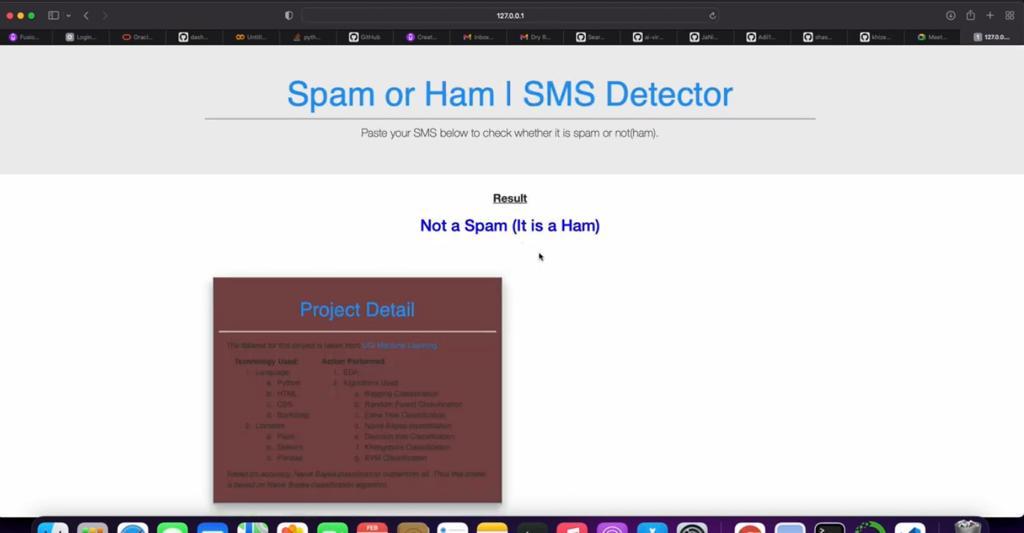 127.0.0.1
Fusio... Login... Oracl... dash... Untitl... pyth... GitHub Creat... Inbox... Dry R... Sear... ai-vir... JaNi... AdiT... shas... khize... Meet... 127.0.0...
Spam or Ham | SMS Detector
Paste your SMS below to check whether it is spam or not(ham).
Result
Not a Spam (It is a Ham)
Project Detail
The dataset for this project is taken from UCI Machine Learning.
Technology Used: Action Performed:
1. Language: 1. EDA
a. Python 2. Algorithms Used
b. HTML a. Bagging Classification
c. CSS b. Random Forest Classification
d. Bootstrap c. Extra Tree Classification
2. Libraries d. Naive Bayes classification
a. Flask e. Decision tree Classification
b. Sklearn f. KNeighbors Classification
c. Pandas g. SVM Classification
Based on accuracy, Naive Bayes classification outperform all. Thus this model
is based on Naive Bayes classification algorithm.
FEB